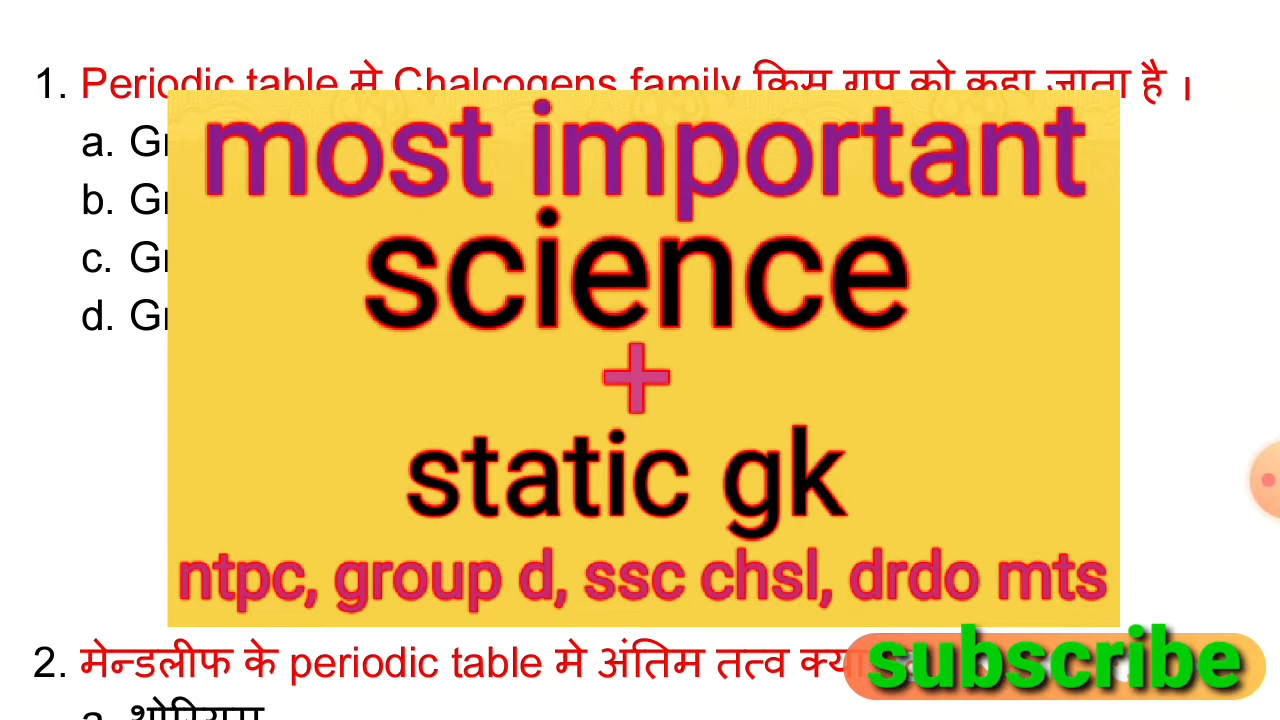 1. Periodic table मे Chalcogens family किस ग्रुप को कहा जाता है ।
a. Gr
b. Gr
c. Gr
d. Gr
most important
science
+
static gk
ntpc, group d, ssc chsl, drdo mts
2. मेन्डलीफ के periodic table मे अंतिम तत्व क्या
subscribe
a. थोरियम